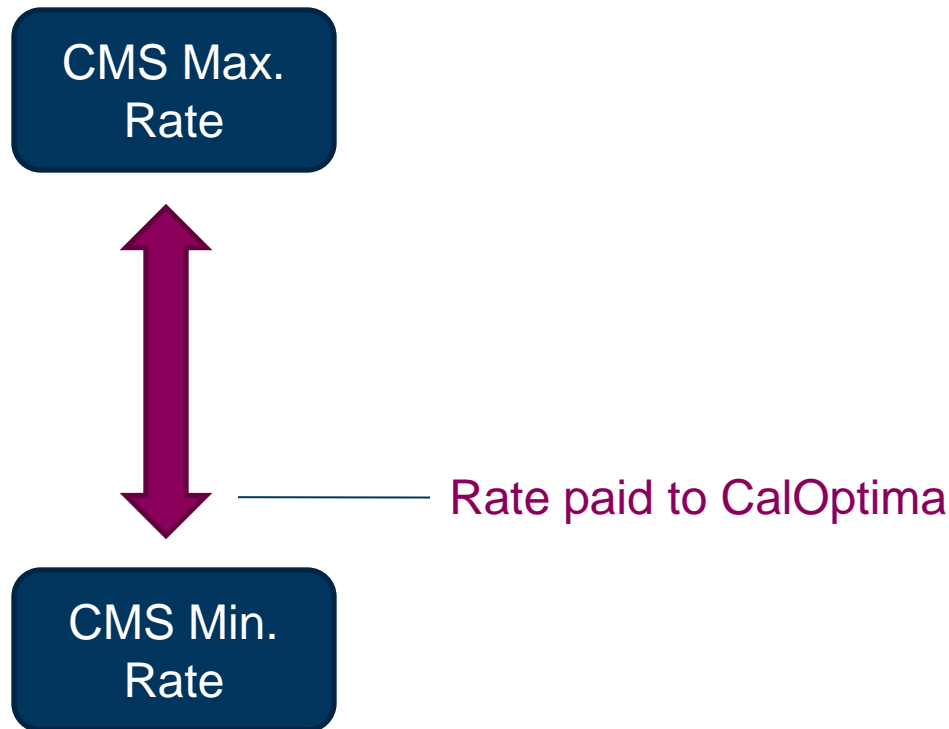 CMS Max.
Rate
Rate paid to CalOptima
CMS Min.
Rate